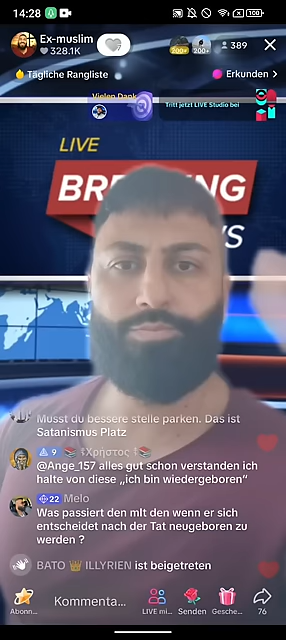 14:28
100
Ex-muslim
328.1K
200+
200+
389
Tägliche Rangliste
Erkunden >
Vielen Dank
Tritt jetzt LIVE Studio bei
LIVE
BREAKING
Musst du bessere stelle parken. Das ist
Satanismus Platz
9 Χρήστος
@Ange_157 alles gut schon verstanden ich
halte von diese „ich bin wiedergeboren“
22 Melo
Was passiert den mIt den wenn er sich
entscheidet nach der Tat neugeboren zu
werden ?
BATO ILLYRIEN ist beigetreten
Abonn...
Kommenta...
LIVE mi...
Senden
Gesche...
76